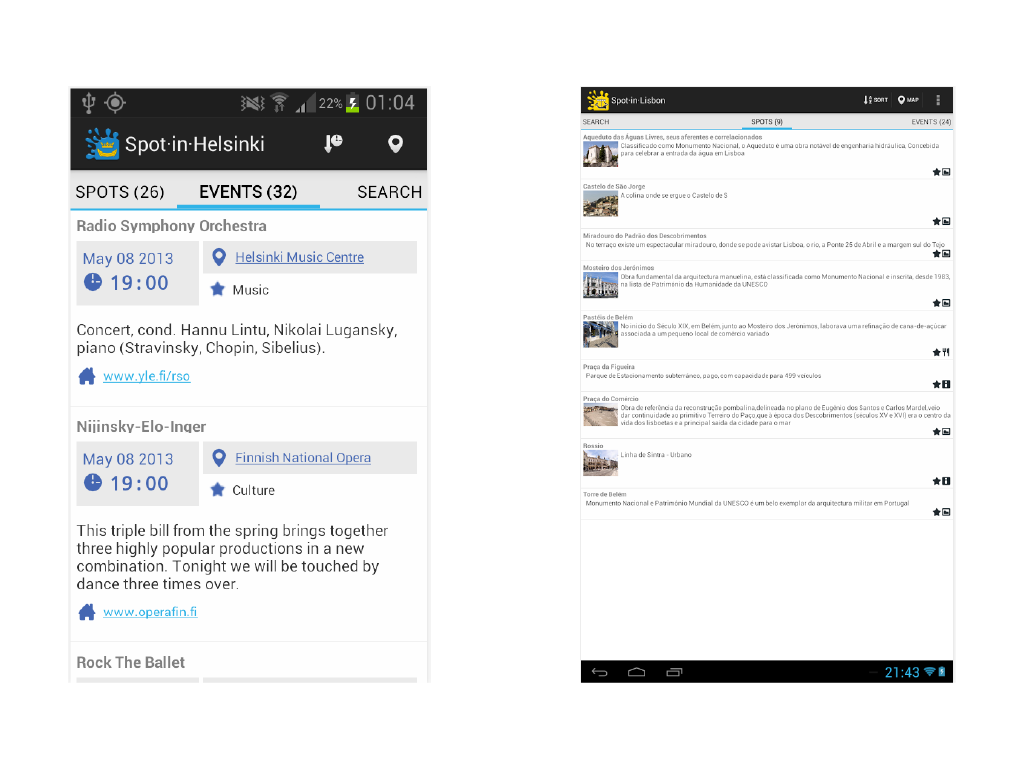 22%
01:04
Spot·in·Helsinki
SPOTS (26)
EVENTS (32)
SEARCH
Radio Symphony Orchestra
May 08 2013
19:00
Helsinki Music Centre
Music
Concert, cond. Hannu Lintu, Nikolai Lugansky,
piano (Stravinsky, Chopin, Sibelius).
www.yle.fi/rso
Nijinsky-Elo-Inger
May 08 2013
19:00
Finnish National Opera
Culture
This triple bill from the spring brings together
three highly popular productions in a new
combination. Tonight we will be touched by
dance three times over.
www.operafin.fi
Rock The Ballet
Spot·in·Lisbon
SORT
MAP
SEARCH
SPOTS (9)
EVENTS (24)
Aqueduto das Águas Livres, seus aferentes e correlacionados
Classificado como Monumento Nacional, o Aqueduto é uma obra notável de engenharia hidráulica. Concebida
para celebrar a entrada da água em Lisboa
Castelo de São Jorge
A colina onde se ergue o Castelo de S
Miradouro do Padrão dos Descobrimentos
No terraço existe um espectacular miradouro, donde se pode avistar Lisboa, o rio, a Ponte 25 de Abril e a margem sul do Tejo
Mosteiro dos Jerónimos
Obra fundamental da arquitectura manuelina, está classificada como Monumento Nacional e inscrita, desde 1983,
na lista de Património da Humanidade da UNESCO
Pastéis de Belém
No início do Século XIX, em Belém, junto ao Mosteiro dos Jerónimos, laborava uma refinação de cana-de-açúcar
associada a um pequeno local de comércio variado
Praça da Figueira
Parque de Estacionamento subterrâneo, pago, com capacidade para 499 veículos
Praça do Comércio
Obra de referência da reconstrução pombalina,delineada no plano de Eugénio dos Santos e Carlos Mardel,veio
dar continuidade ao primitivo Terreiro do Paço,que à época dos Descobrimentos (séculos XV e XVI) era o centro da
vida dos lisboetas e a principal saída da cidade para o mar
Rossio
Linha de Sintra - Urbano
Torre de Belém
Monumento Nacional e Património Mundial da UNESCO é um belo exemplar da arquitectura militar em Portugal
21:43